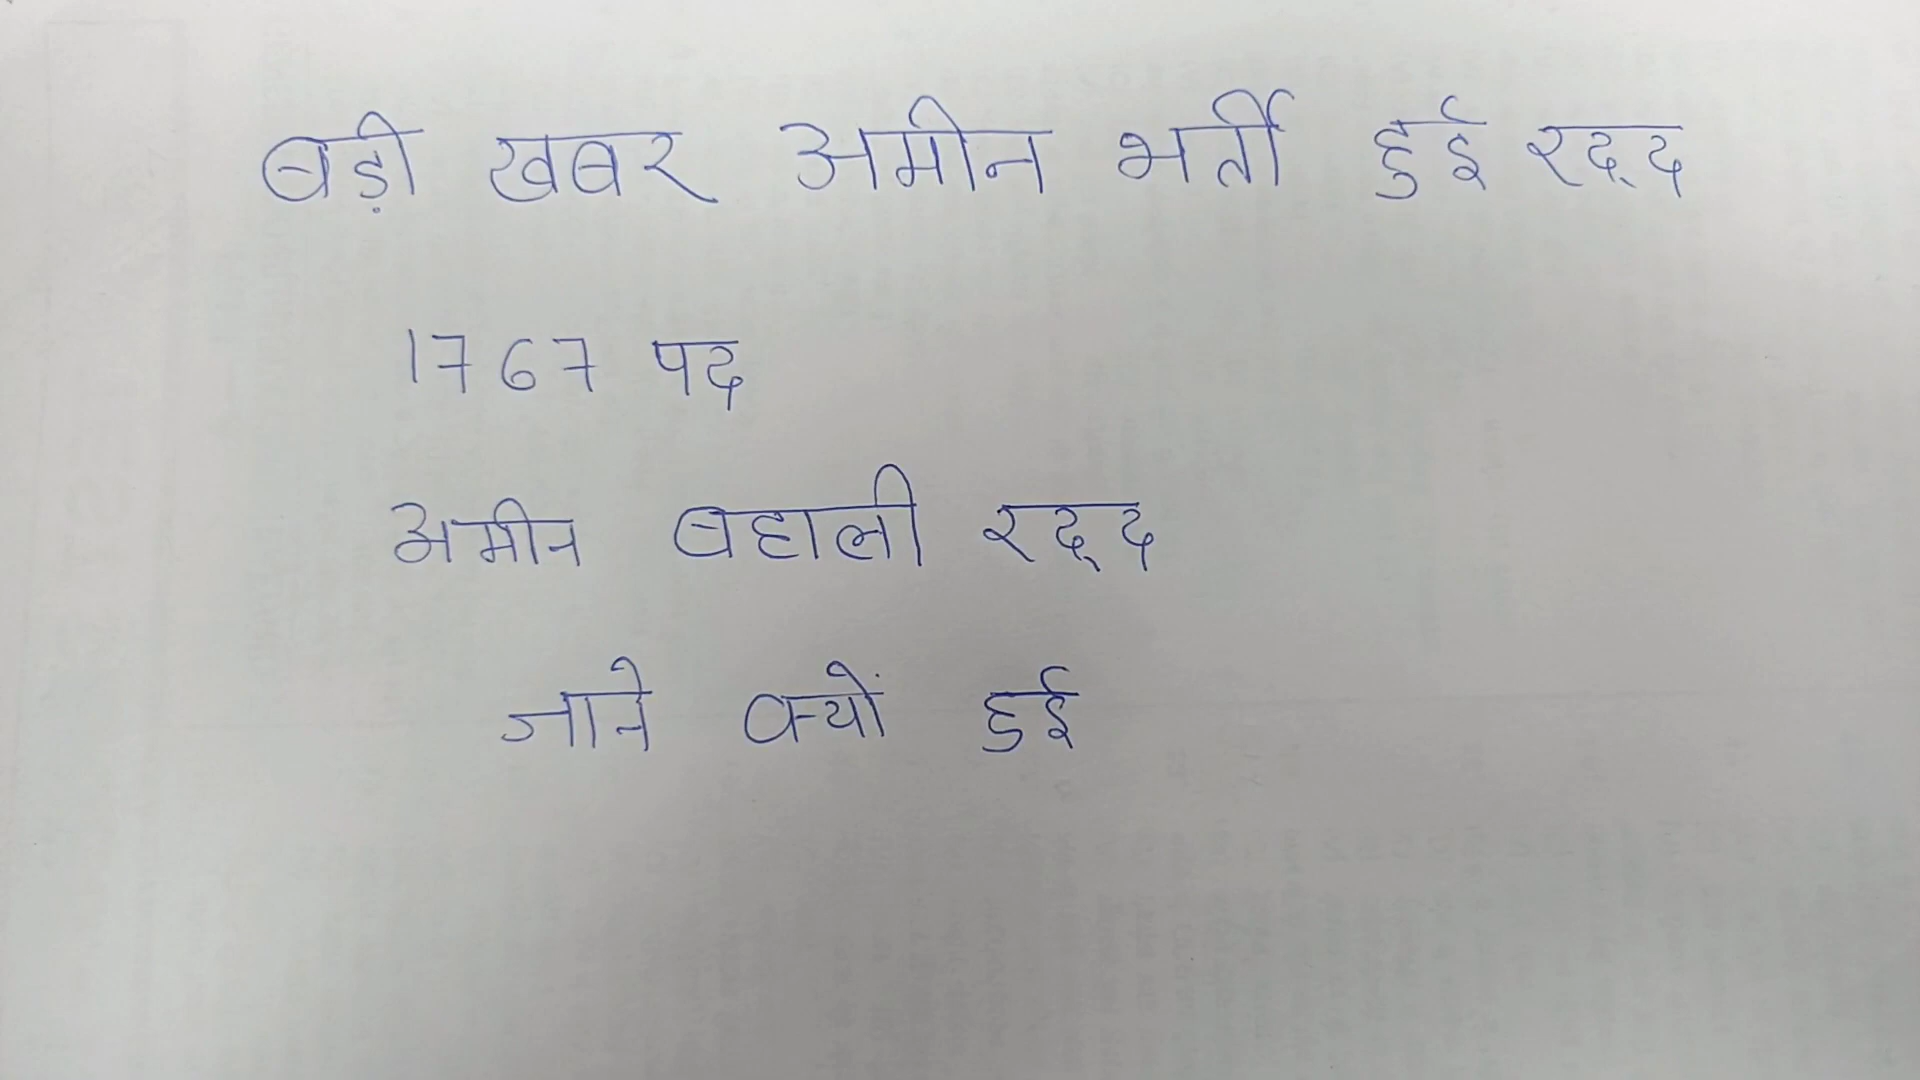 बड़ी खबर अमीन भर्ती हुई रद्द
1767 पद
अमीन बहाली रद्द
जाने क्यों हुई